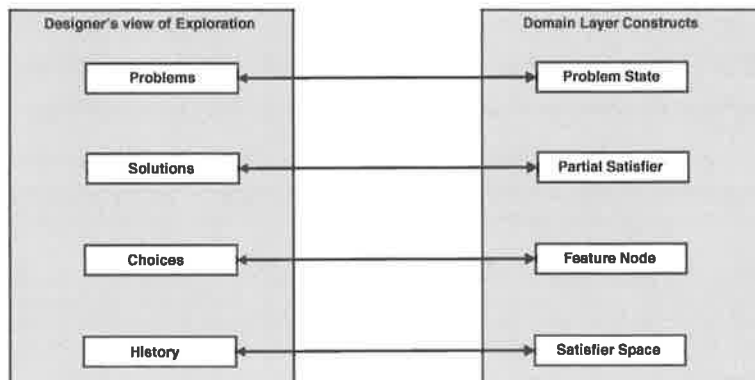 Designer's view of Exploration
Domain Layer Constructs
Problems
Problem State
Solutions
Partial Satisfier
Choices
Feature Node
History
Satisfier Space